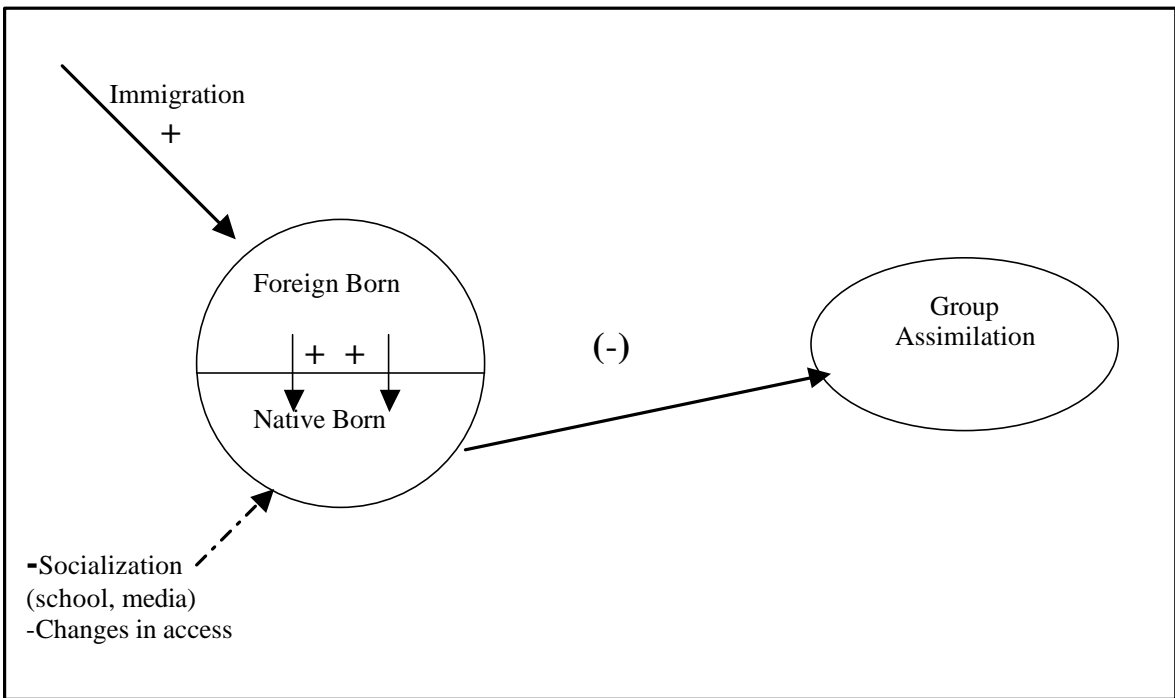 Immigration
+
Foreign Born
+ +
Native Born
(-)
Group
Assimilation
-Socialization
(school, media)
-Changes in access